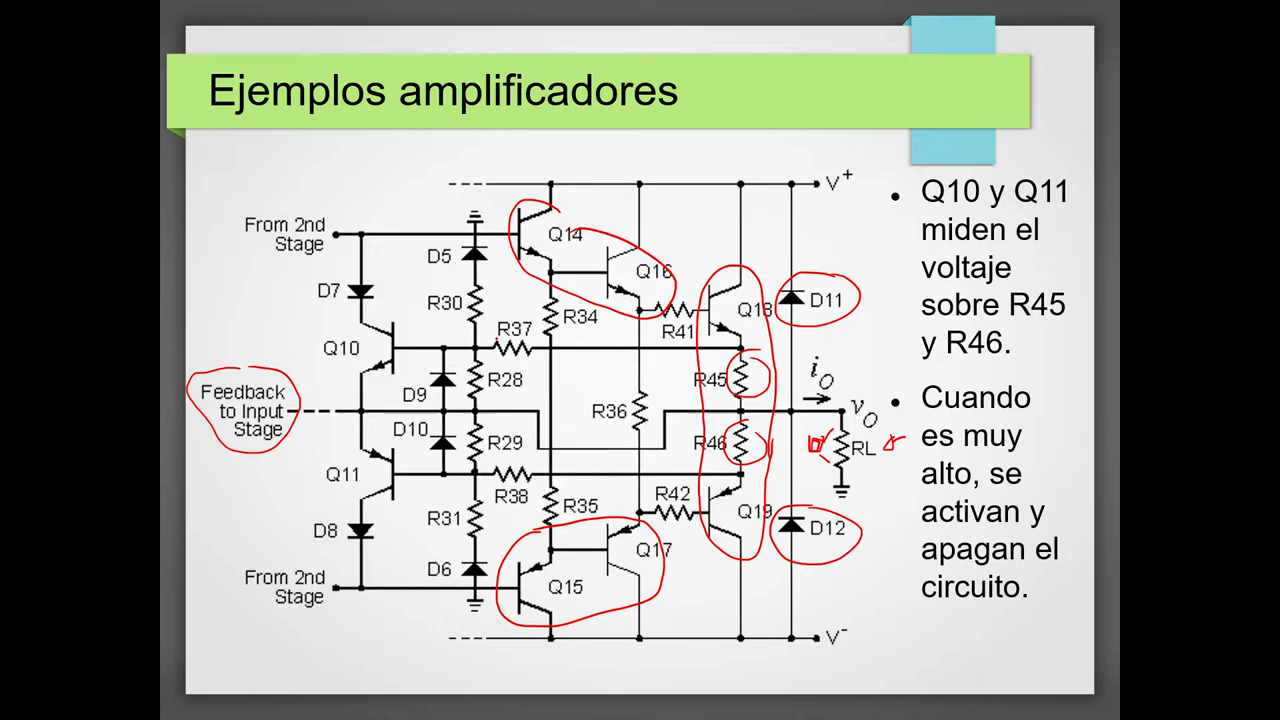 Ejemplos amplificadores
V+
From 2nd
Stage
Q14
D5
Q16
D7
R30
R34
R41
Q18
D11
Q10
R37
R28
R45
iO
Feedback
to Input
Stage
D9
R36
vO
D10
R29
R46
RL
Q11
R38
R42
R31
R35
Q19
D12
D8
D6
Q17
From 2nd
Stage
Q15
V-
• Q10 y Q11
miden el
voltaje
sobre R45
y R46.
• Cuando
es muy
alto, se
activan y
apagan el
circuito.